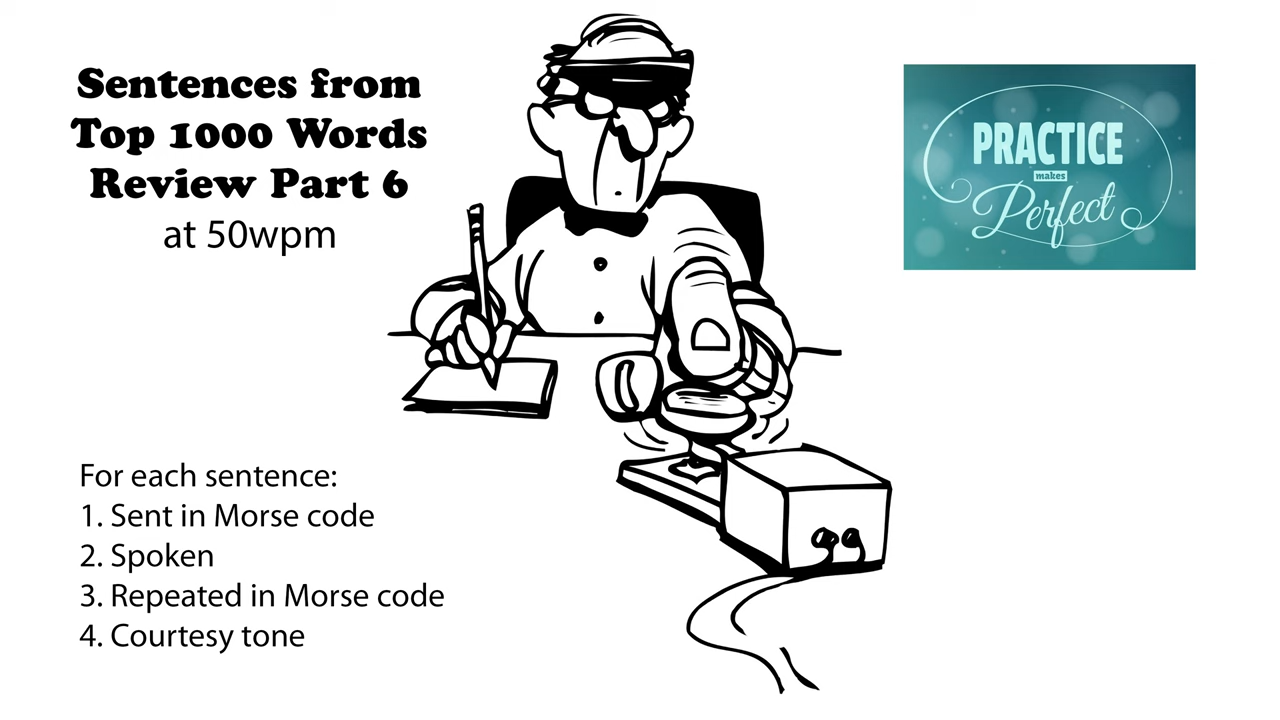 Sentences from
Top 1000 Words
Review Part 6
at 50wpm
PRACTICE
makes
Perfect
For each sentence:
1. Sent in Morse code
2. Spoken
3. Repeated in Morse code
4. Courtesy tone